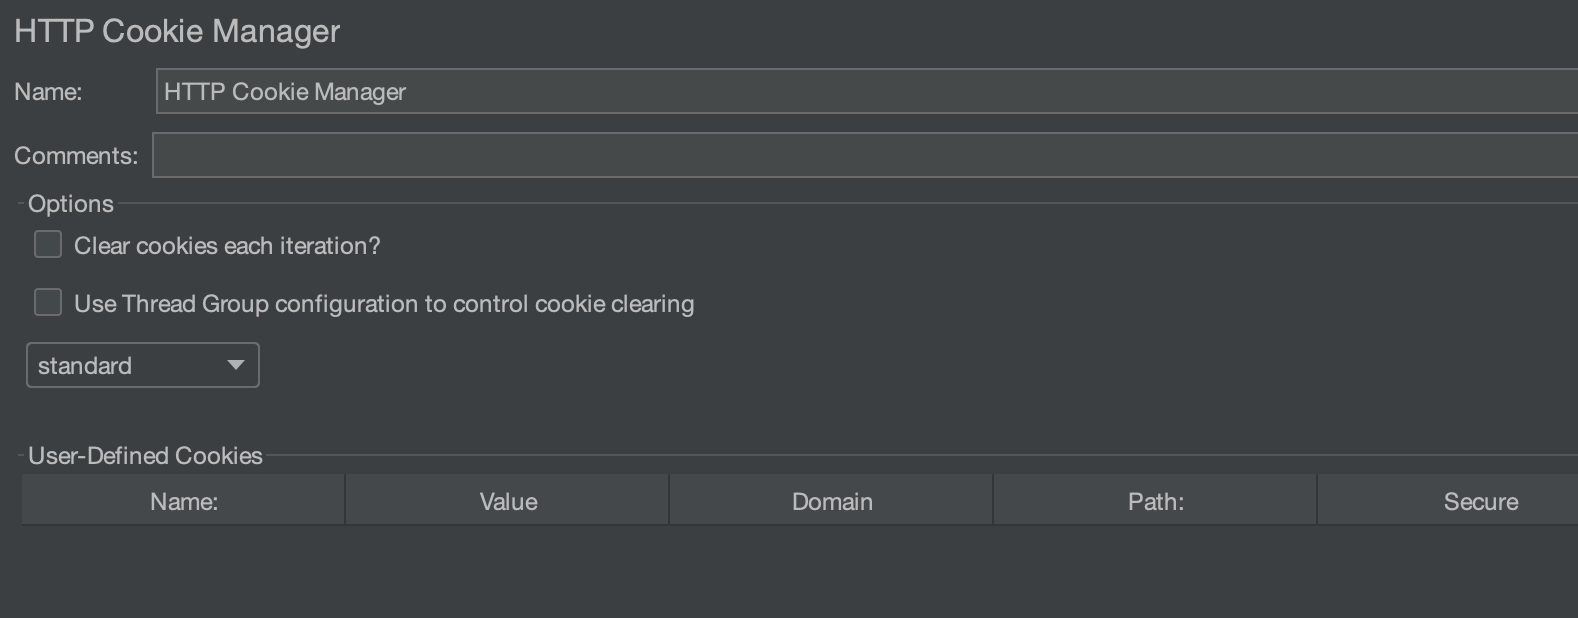 HTTP Cookie Manager
Name: HTTP Cookie Manager
Comments:
Options
Clear cookies each iteration?
Use Thread Group configuration to control cookie clearing
standard
User-Defined Cookies
Name: Value Domain Path: Secure